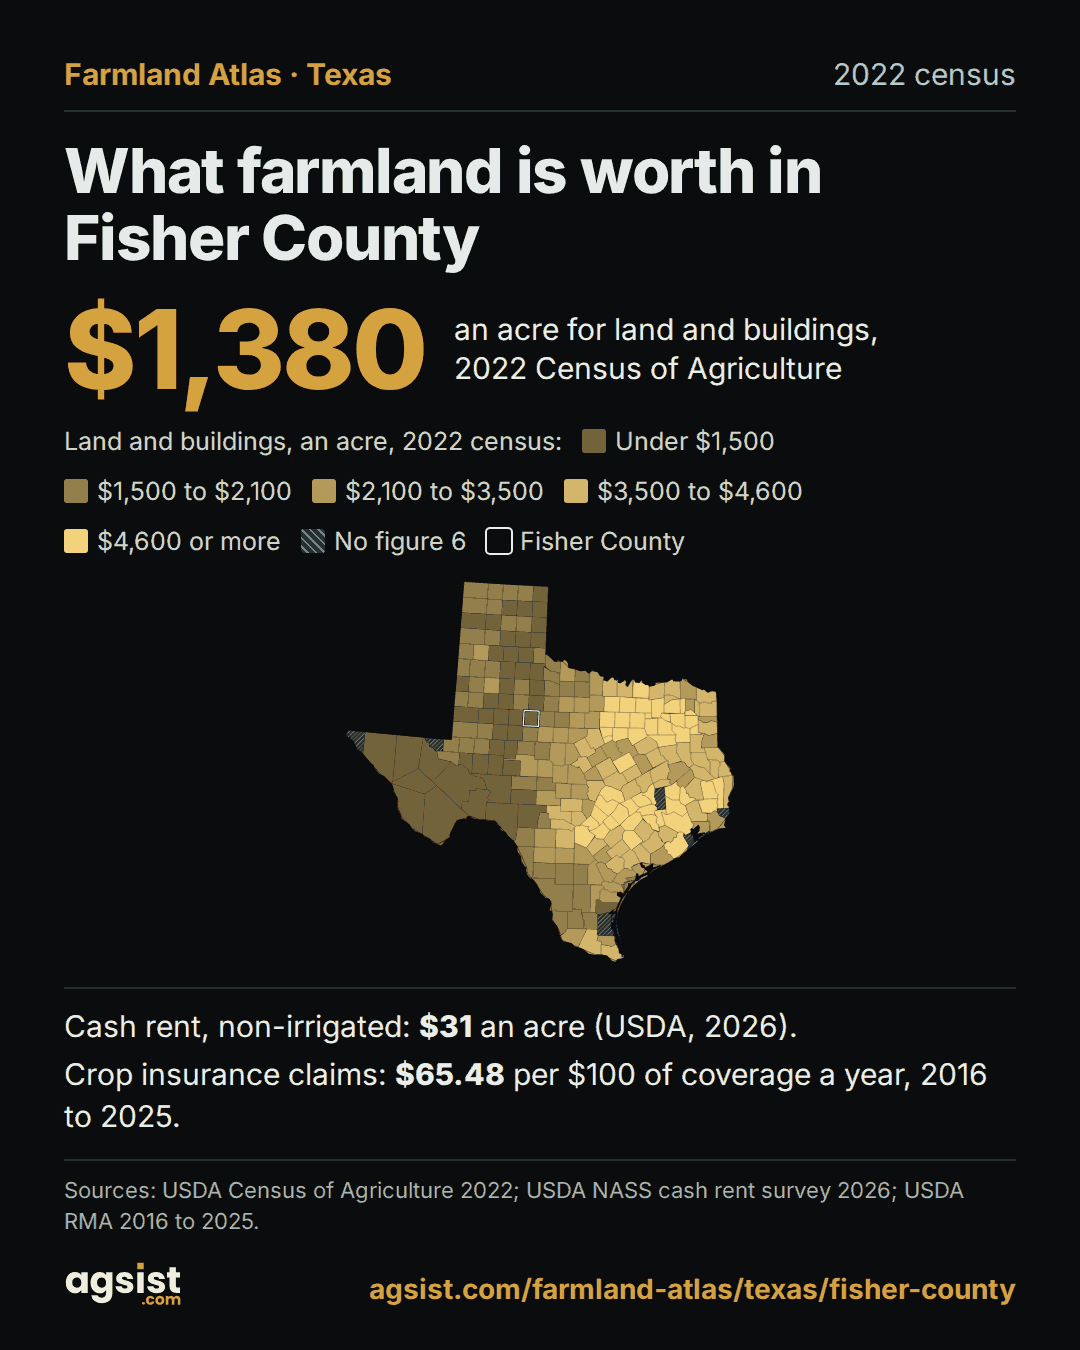 Farmland Atlas · Texas
2022 census
What farmland is worth in
Fisher County
$1,380
an acre for land and buildings,
2022 Census of Agriculture
Land and buildings, an acre, 2022 census: Under $1,500
$1,500 to $2,100 $2,100 to $3,500 $3,500 to $4,600
$4,600 or more No figure 6 Fisher County
Cash rent, non-irrigated: $31 an acre (USDA, 2026).
Crop insurance claims: $65.48 per $100 of coverage a year, 2016
to 2025.
Sources: USDA Census of Agriculture 2022; USDA NASS cash rent survey 2026; USDA
RMA 2016 to 2025.
agsist
.com
agsist.com/farmland-atlas/texas/fisher-county